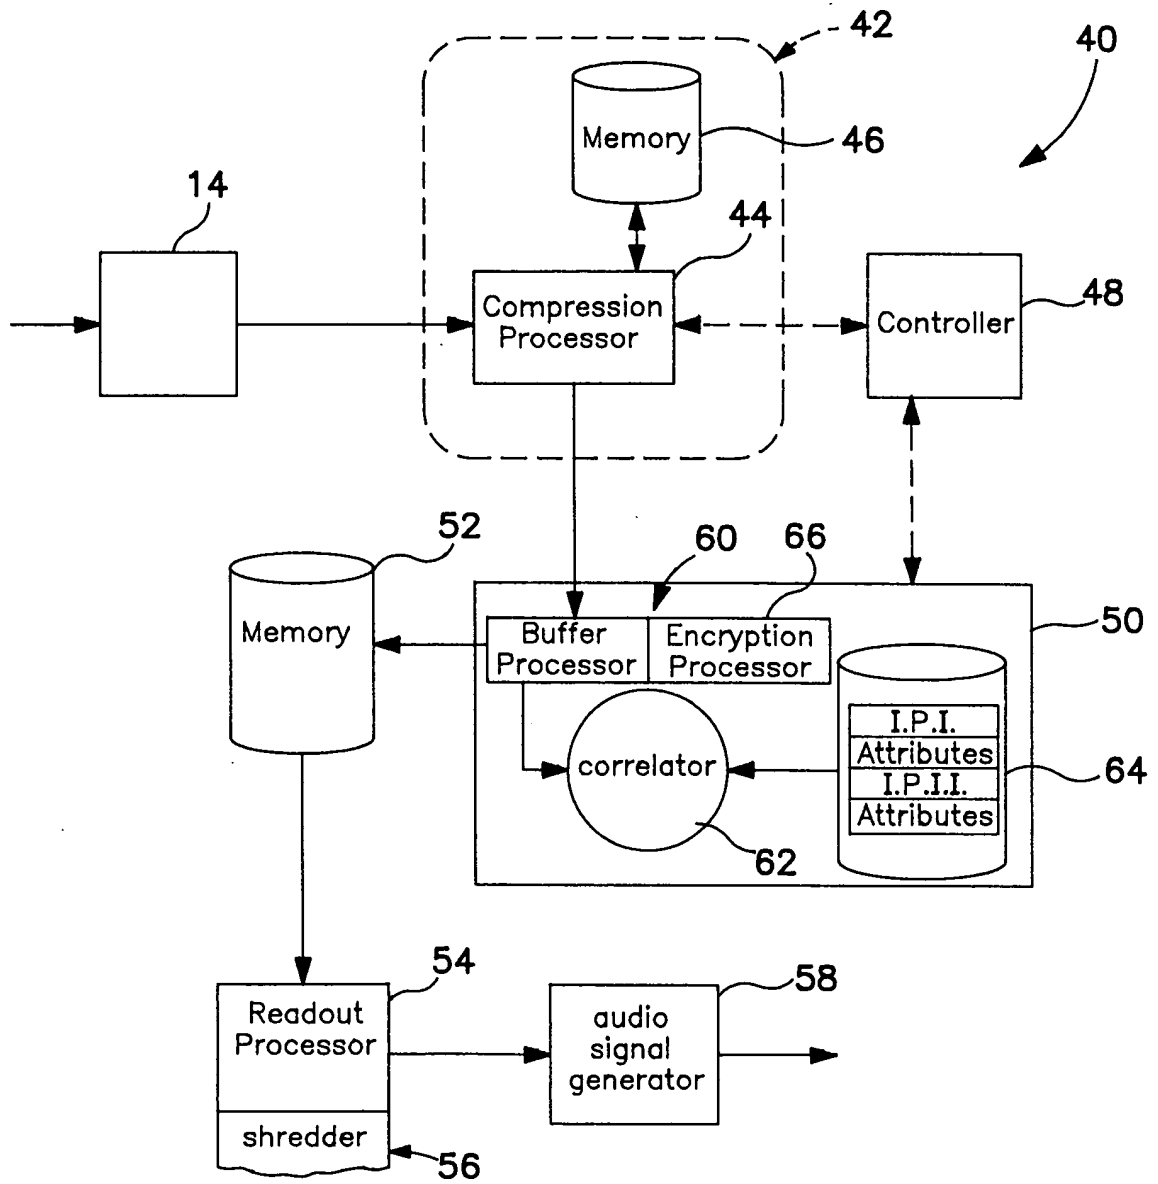 42
40
Memory
46
14
44
Compression
Processor
Controller
48
52
60
66
Memory
Buffer
Processor
Encryption
Processor
50
I.P.I.
Attributes
I.P.I.I.
Attributes
64
correlator
62
54
58
Readout
Processor
audio
signal
generator
shredder
56